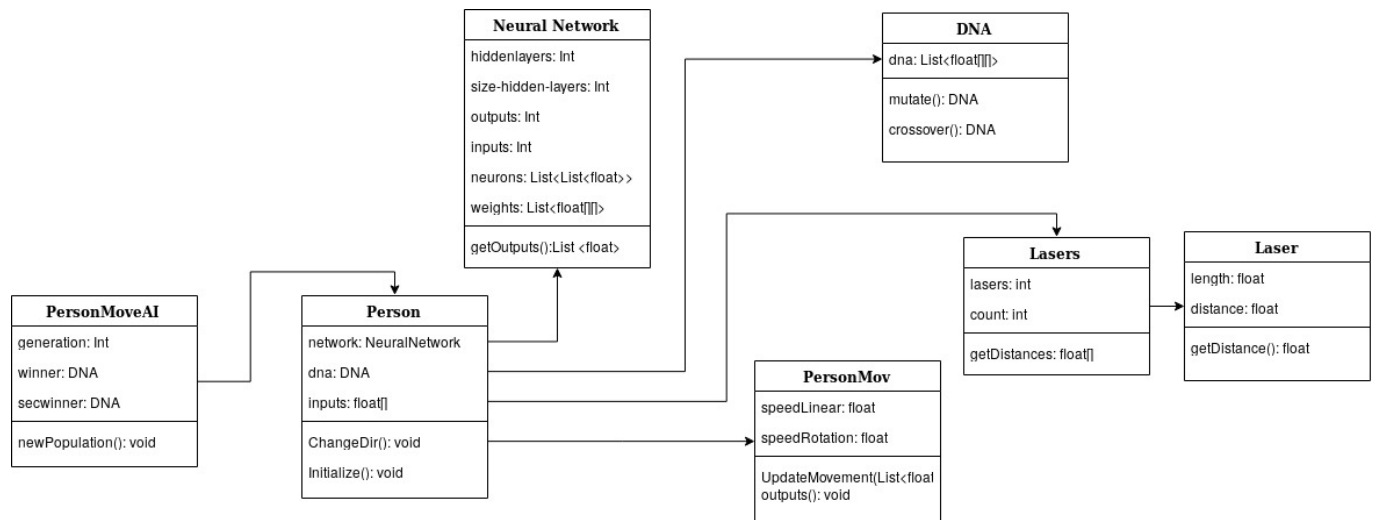 Neural Network
hiddenlayers: Int
size-hidden-layers: Int
outputs: Int
inputs: Int
neurons: List<List<float>>
weights: List<float[][]>
getOutputs():List <float>
DNA
dna: List<float[][]>
mutate(): DNA
crossover(): DNA
PersonMoveAI
generation: Int
winner: DNA
secwinner: DNA
newPopulation(): void
Person
network: NeuralNetwork
dna: DNA
inputs: float[]
ChangeDir(): void
Initialize(): void
PersonMov
speedLinear: float
speedRotation: float
UpdateMovement(List<float
outputs(): void
Lasers
lasers: int
count: int
getDistances: float[]
Laser
length: float
distance: float
getDistance(): float